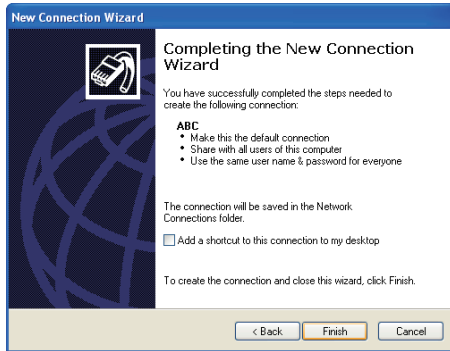 New Connection Wizard
Completing the New Connection
Wizard
You have successfully completed the steps needed to
create the following connection:
ABC
• Make this the default connection
• Share with all users of this computer
• Use the same user name & password for everyone
The connection will be saved in the Network
Connections folder.
Add a shortcut to this connection to my desktop
To create the connection and close this wizard, click Finish.
< Back Finish Cancel